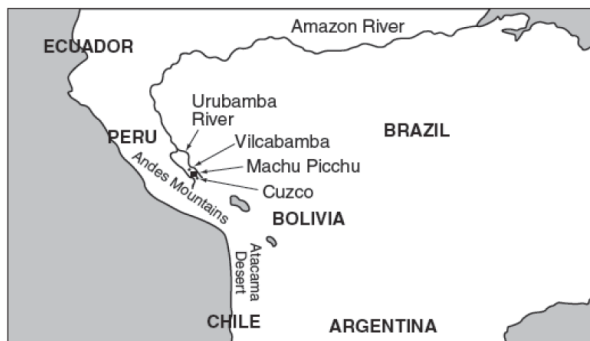 Amazon River
ECUADOR
Urubamba
River
BRAZIL
PERU
Vilcabamba
Machu Picchu
Andes Mountains
Cuzco
BOLIVIA
Atacama
Desert
CHILE
ARGENTINA